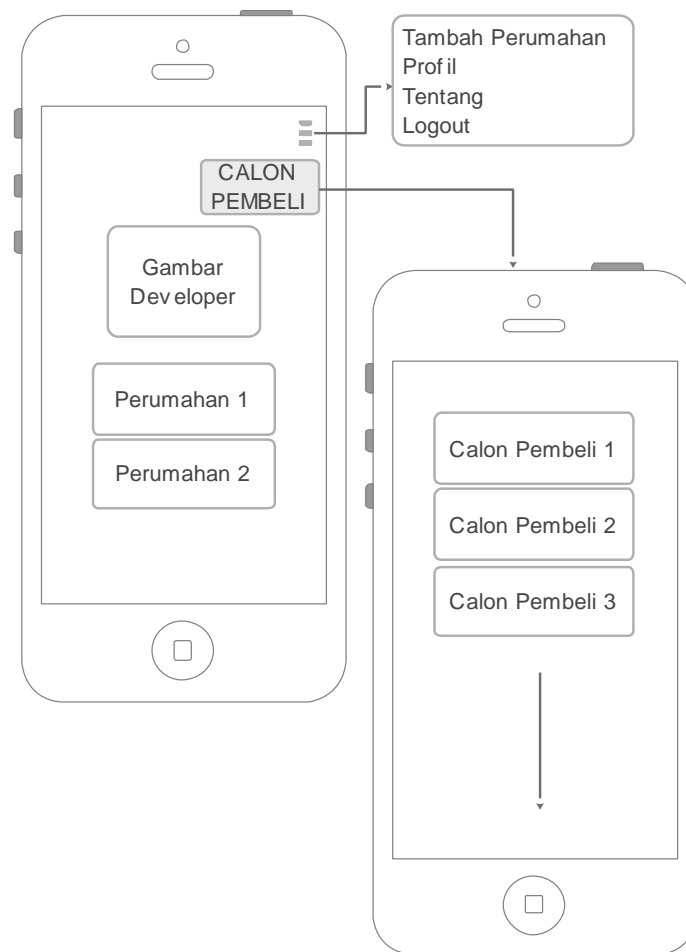 Tambah Perumahan
Profil
Tentang
Logout
CALON
PEMBELI
Gambar
Developer
Perumahan 1
Perumahan 2
Calon Pembeli 1
Calon Pembeli 2
Calon Pembeli 3